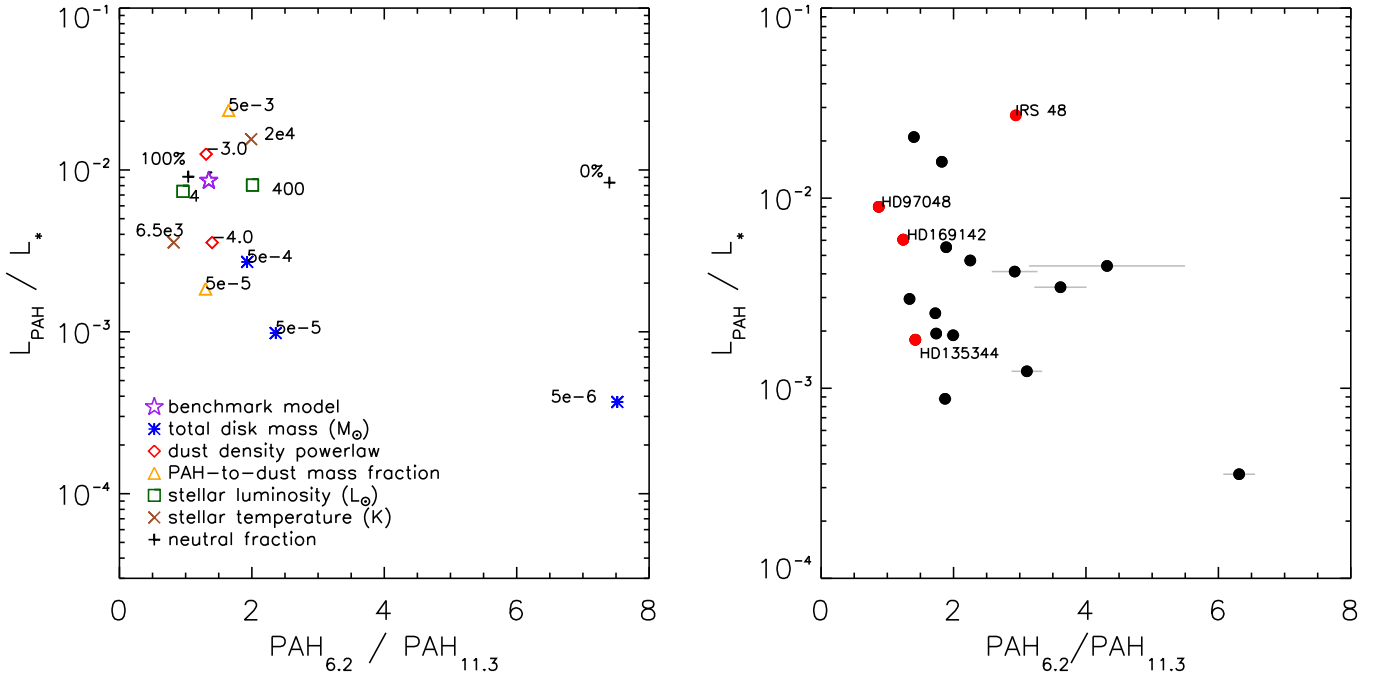 10⁻¹
10⁻²
10⁻³
10⁻⁴
L_PAH / L_*
5e−3
2e4
−3.0
100%
0%
4
400
6.5e3
−4.0
5e−4
5e−5
5e−5
5e−6
benchmark model
total disk mass (M☉)
dust density powerlaw
PAH−to−dust mass fraction
stellar luminosity (L☉)
stellar temperature (K)
neutral fraction
0 2 4 6 8
PAH_6.2 / PAH_11.3
10⁻¹
10⁻²
10⁻³
10⁻⁴
L_PAH / L_*
IRS 48
HD97048
HD169142
HD135344
0 2 4 6 8
PAH_6.2/PAH_11.3